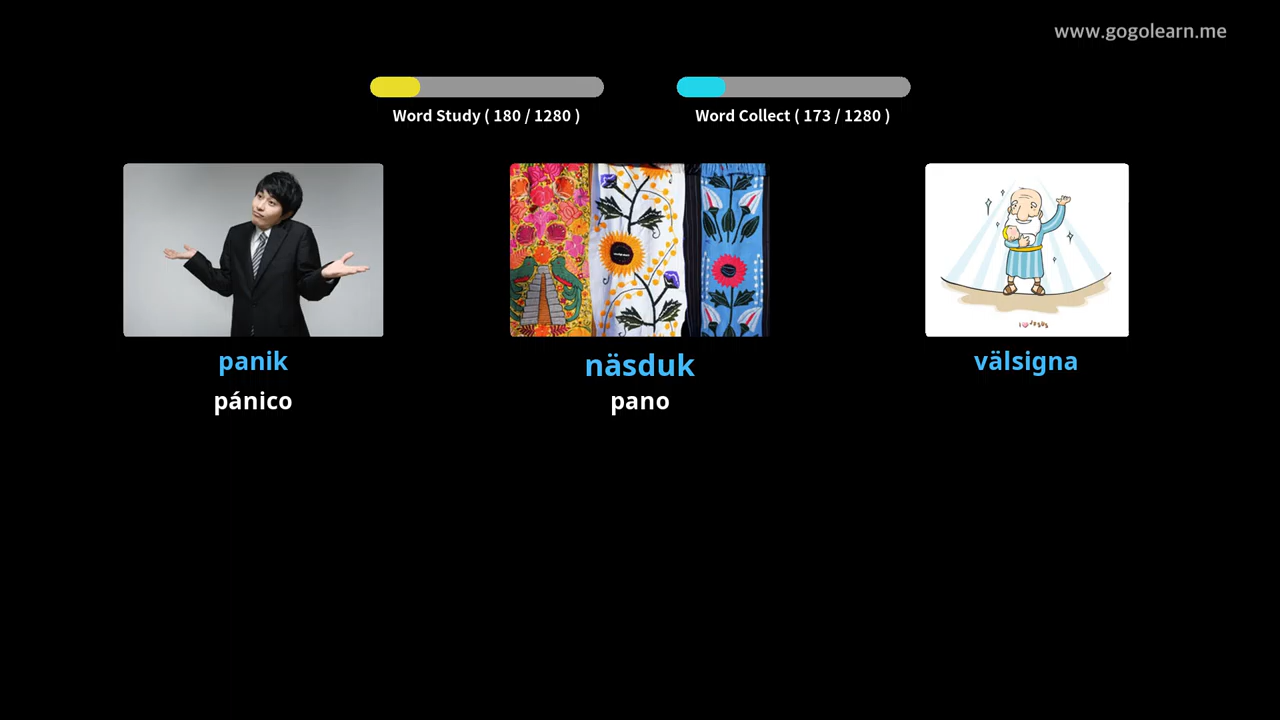 www.gogolearn.me
Word Study ( 180 / 1280 )
Word Collect ( 173 / 1280 )
panik
pánico
näsduk
pano
välsigna